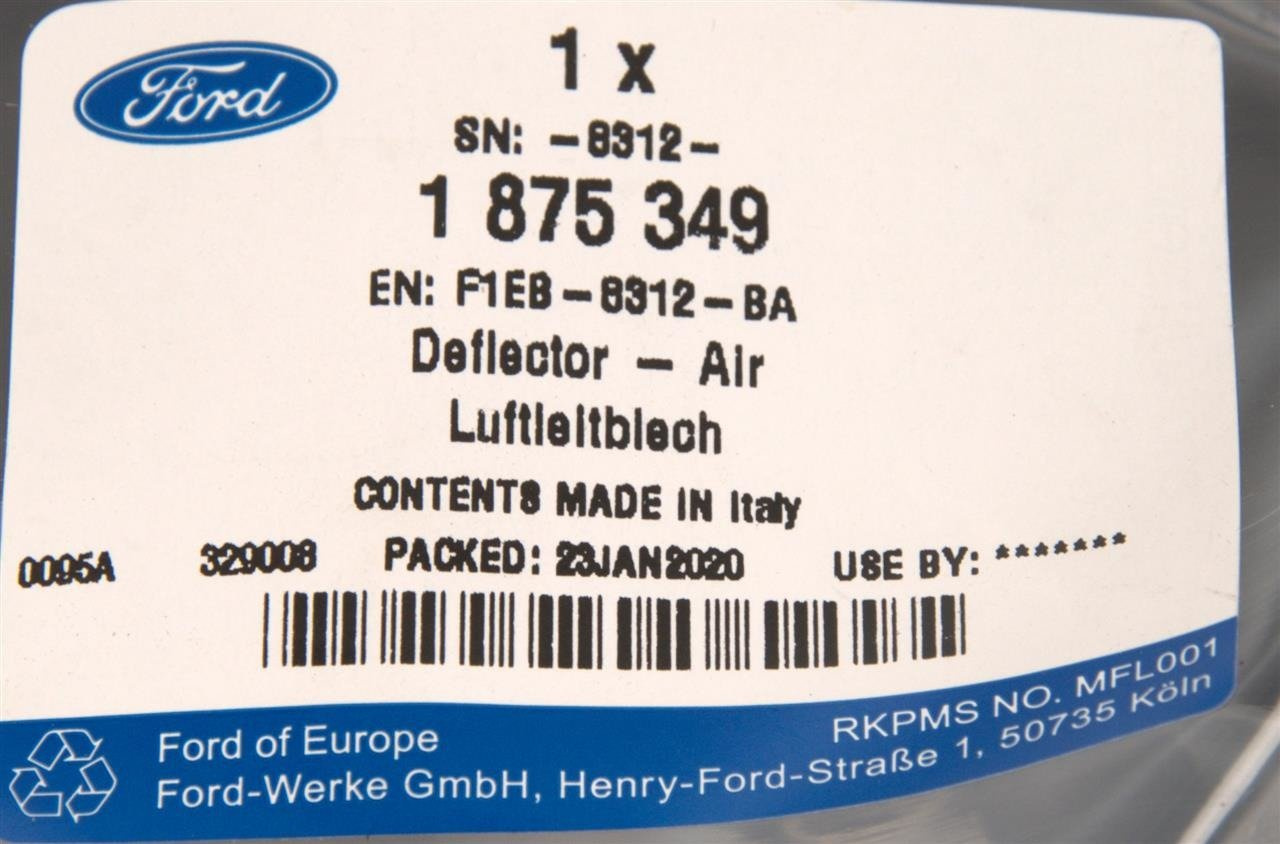 Ford
1 x
SN: -8312-
1 875 349
EN: F1EB-8312-BA
Deflector - Air
Luftleitblech
CONTENTS MADE IN Italy
0095A 329008 PACKED: 23JAN2020 USE BY: *******
RKPMS NO. MFL001
Ford of Europe
Ford-Werke GmbH, Henry-Ford-Straße 1, 50735 Köln